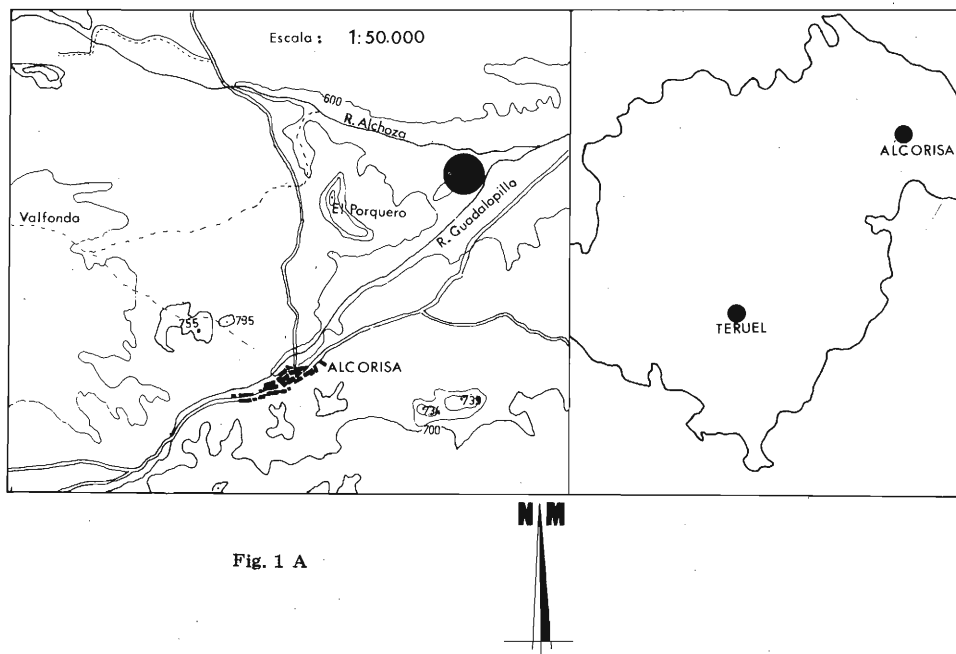 Escala: 1:50.000
600
R. Alchoza
ALCORISA
Valfonda
El Porquero
R. Guadalopilla
755
795
TERUEL
ALCORISA
734
739
700
N M
Fig. 1 A